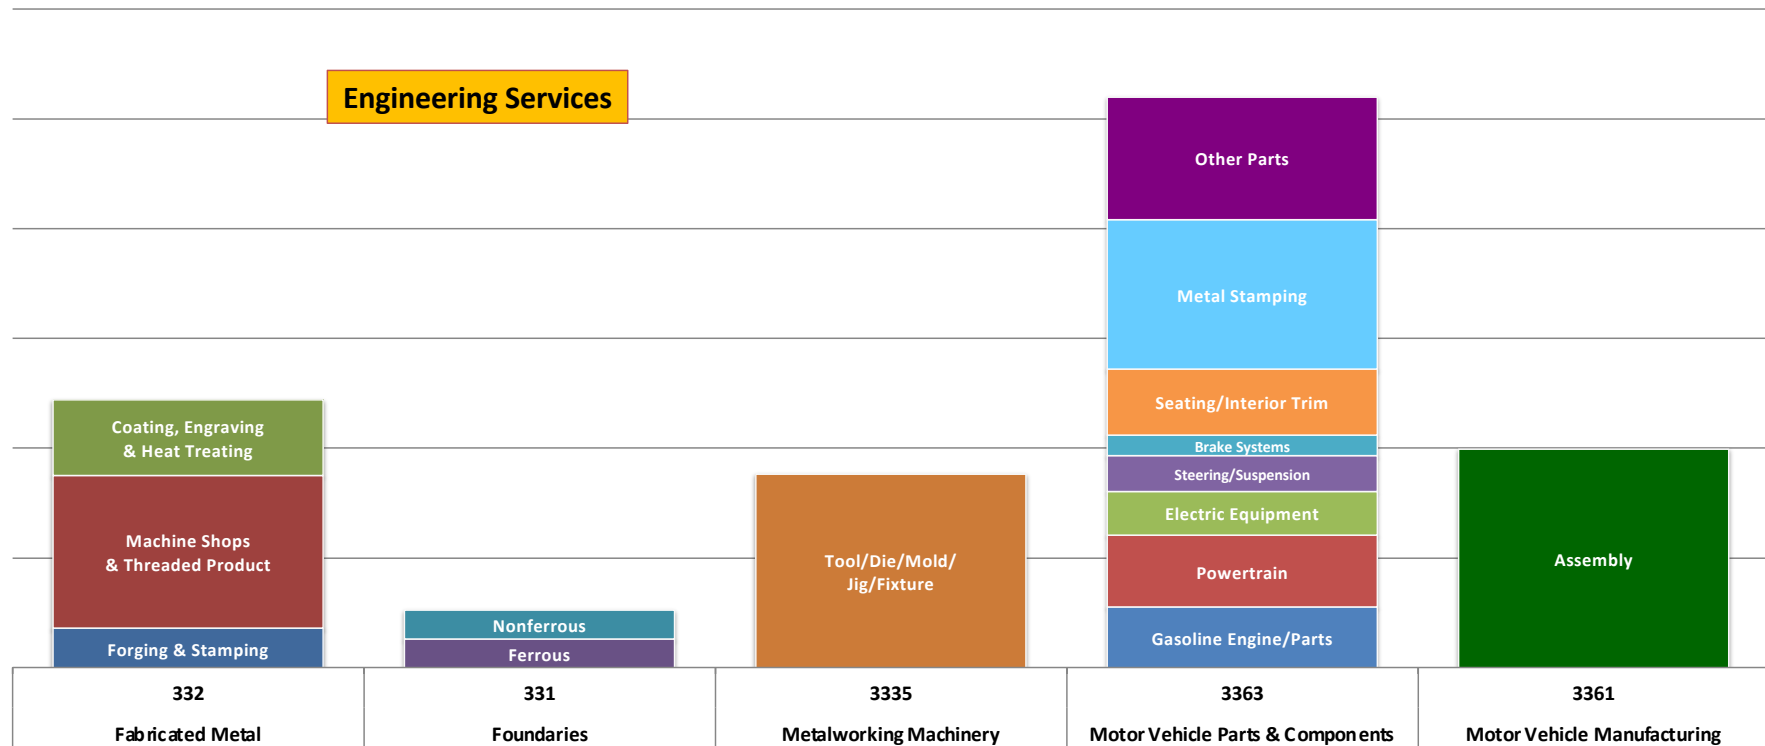 Engineering Services
Other Parts
Metal Stamping
Seating/Interior Trim
Brake Systems
Steering/Suspension
Electric Equipment
Powertrain
Gasoline Engine/Parts
Coating, Engraving
& Heat Treating
Machine Shops
& Threaded Product
Forging & Stamping
Nonferrous
Ferrous
Tool/Die/Mold/
Jig/Fixture
Assembly
332
331
3335
3363
3361
Fabricated Metal
Foundaries
Metalworking Machinery
Motor Vehicle Parts & Components
Motor Vehicle Manufacturing